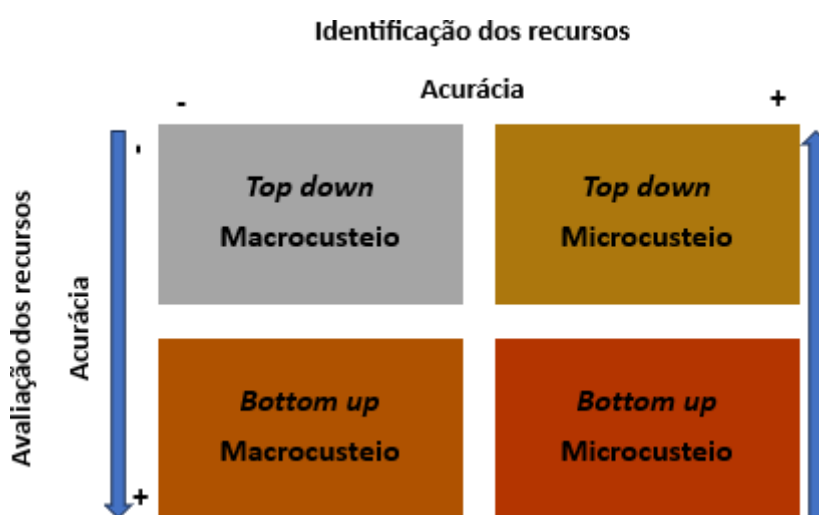 Identificação dos recursos
Acurácia
- +
-
Top down
Macrocusteio
Top down
Microcusteio
Avaliação dos recursos
Acurácia
Bottom up
Macrocusteio
Bottom up
Microcusteio
+